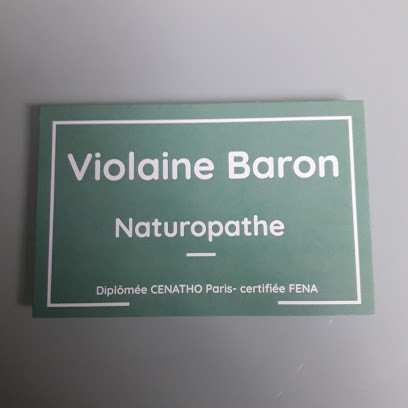 Violaine Baron
Naturopathe
Diplômée CENATHO Paris- certifiée FENA